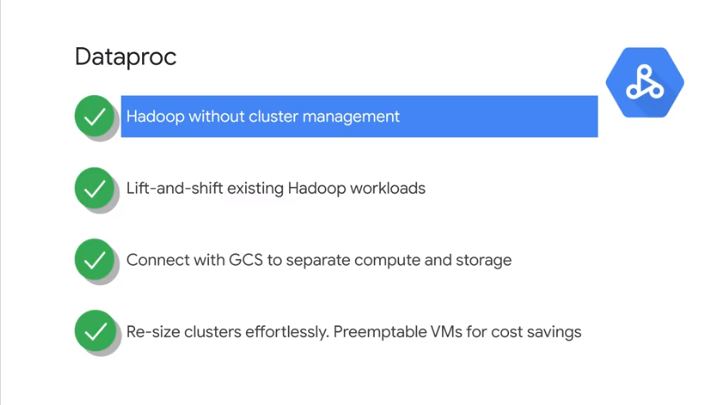 Dataproc
Hadoop without cluster management
Lift-and-shift existing Hadoop workloads
Connect with GCS to separate compute and storage
Re-size clusters effortlessly. Preemptable VMs for cost savings